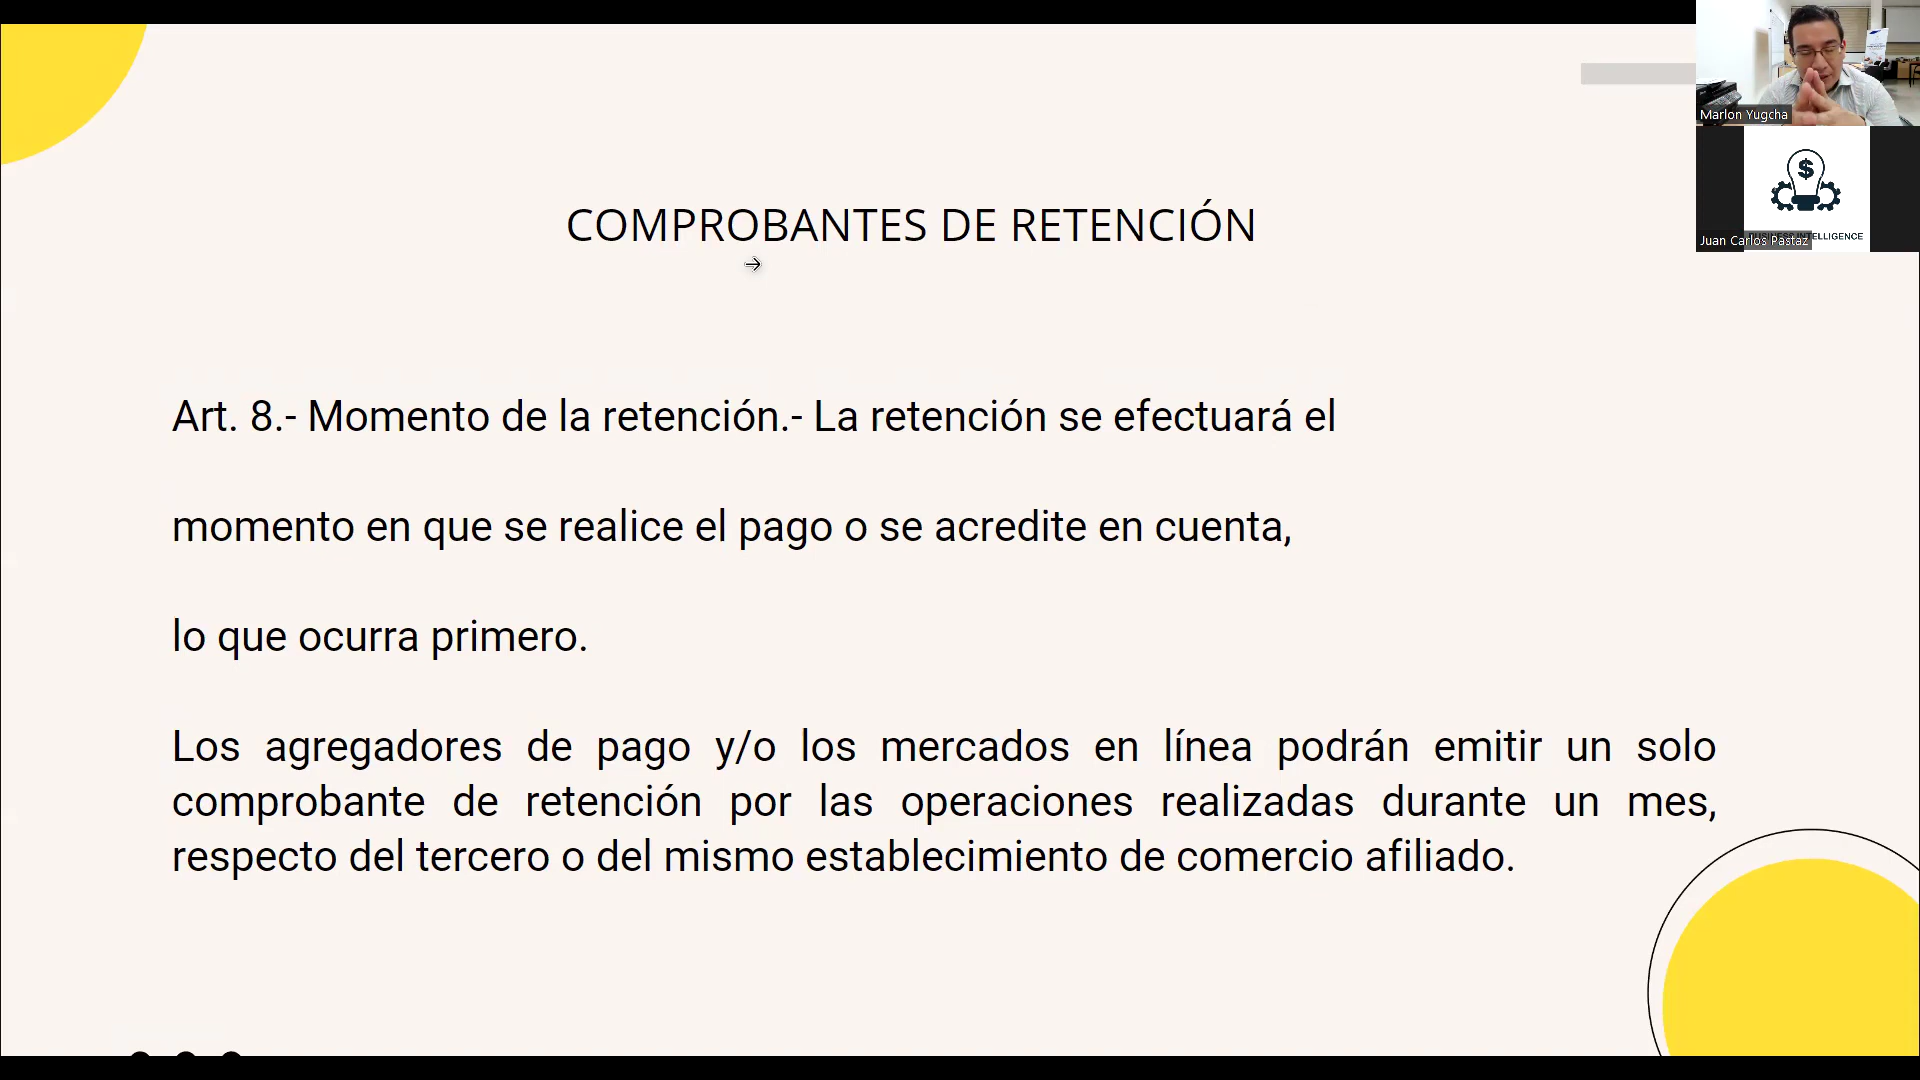 COMPROBANTES DE RETENCIÓN
Art. 8.- Momento de la retención.- La retención se efectuará el
momento en que se realice el pago o se acredite en cuenta,
lo que ocurra primero.
Los agregadores de pago y/o los mercados en línea podrán emitir un solo
comprobante de retención por las operaciones realizadas durante un mes,
respecto del tercero o del mismo establecimiento de comercio afiliado.
Marlon Yugcha
$
Juan Carlos Pastaz